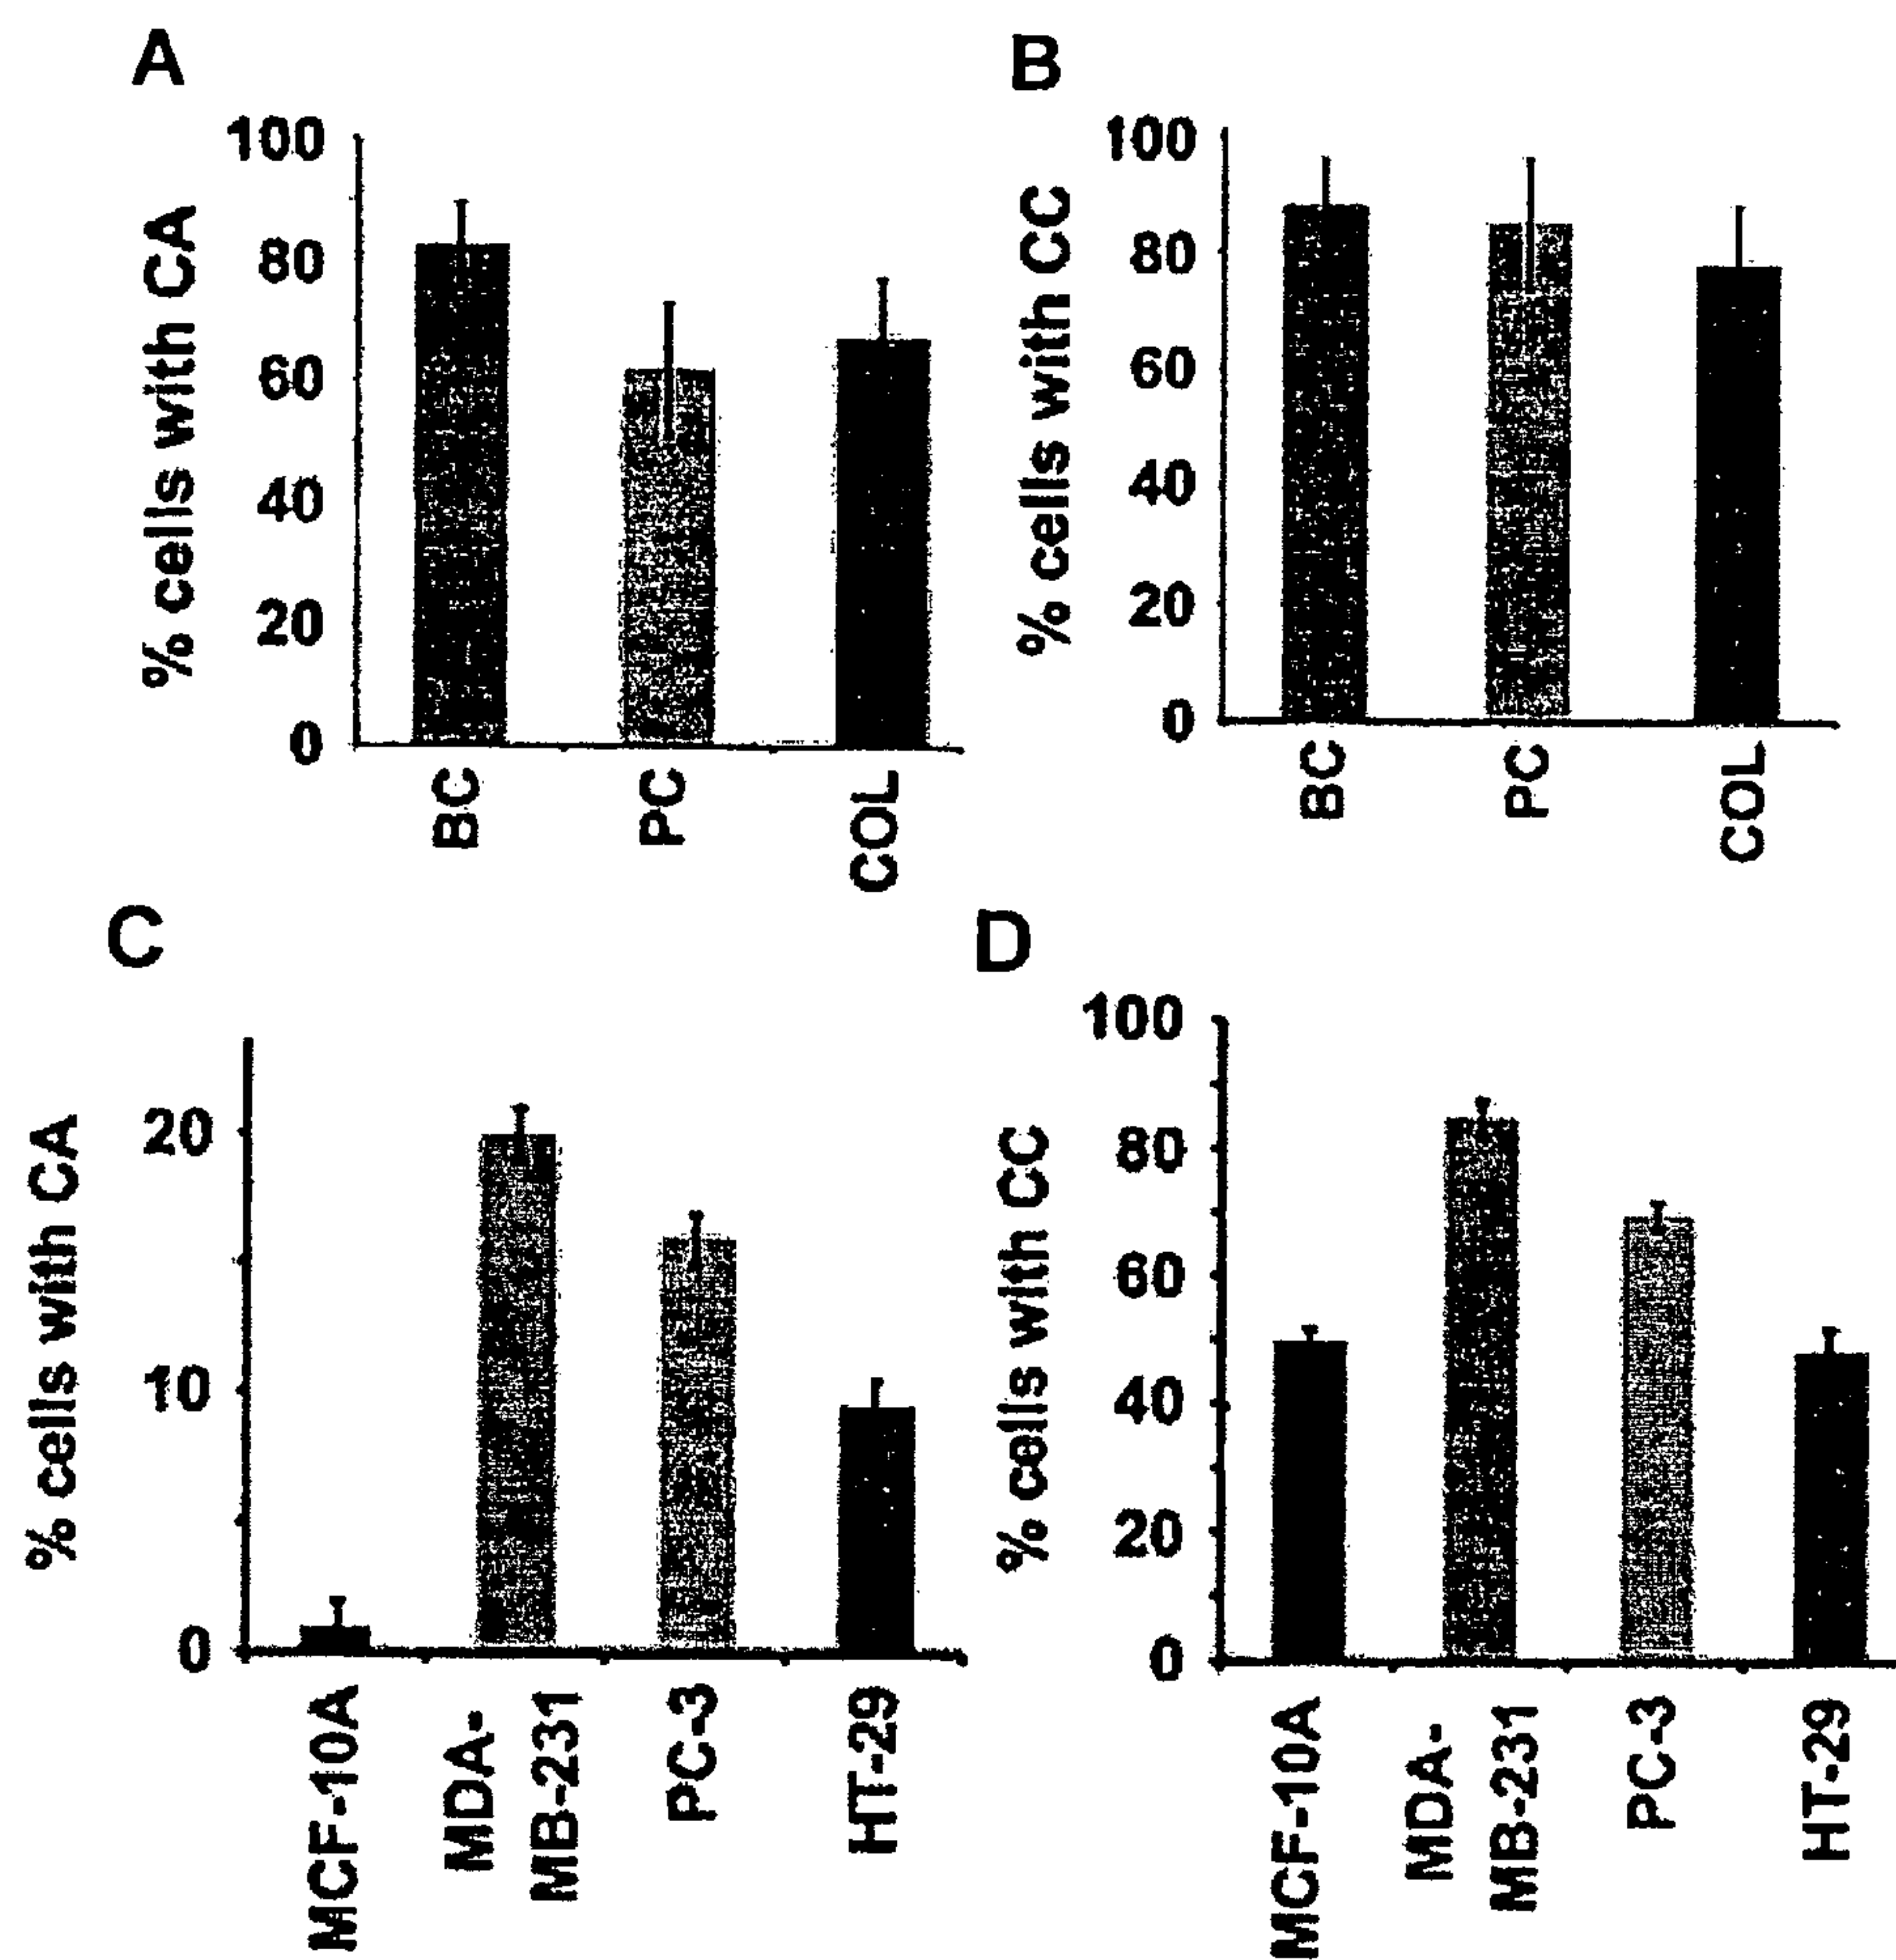 A
% cells with CA
100
80
60
40
20
0
BC
PC
COL
B
% cells with CC
100
80
60
40
20
0
BC
PC
COL
C
% cells with CA
20
10
0
MCF-10A
MDA-
MB-231
PC-3
HT-29
D
% cells with CC
100
80
60
40
20
0
MCF-10A
MDA-
MB-231
PC-3
HT-29